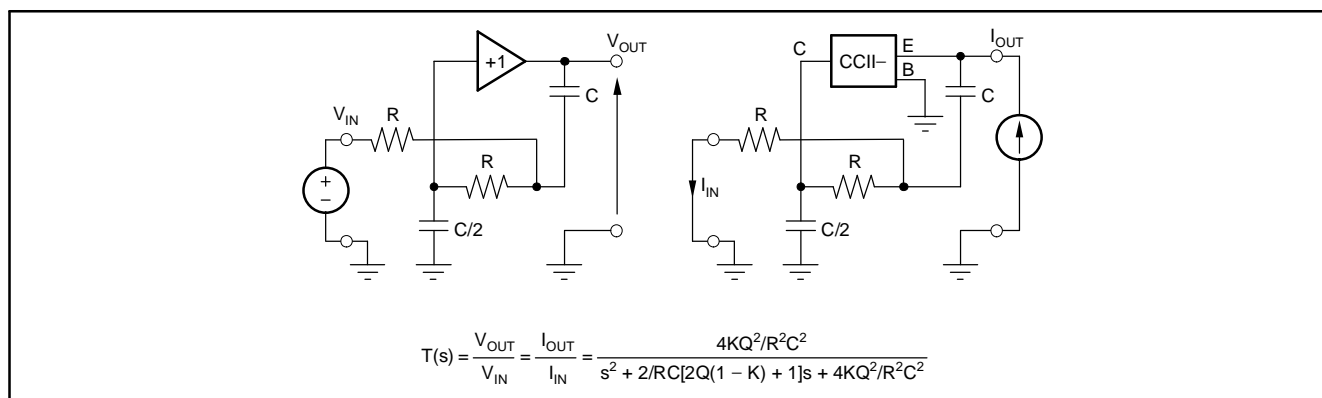 V_OUT
+1
C
V_IN
R
R
+
−
C/2
I_OUT
C
CCII−
E
B
C
R
R
I_IN
C/2
T(s) = V_OUT/V_IN = I_OUT/I_IN = 4KQ²/R²C² / s² + 2/RC[2Q(1 − K) + 1]s + 4KQ²/R²C²